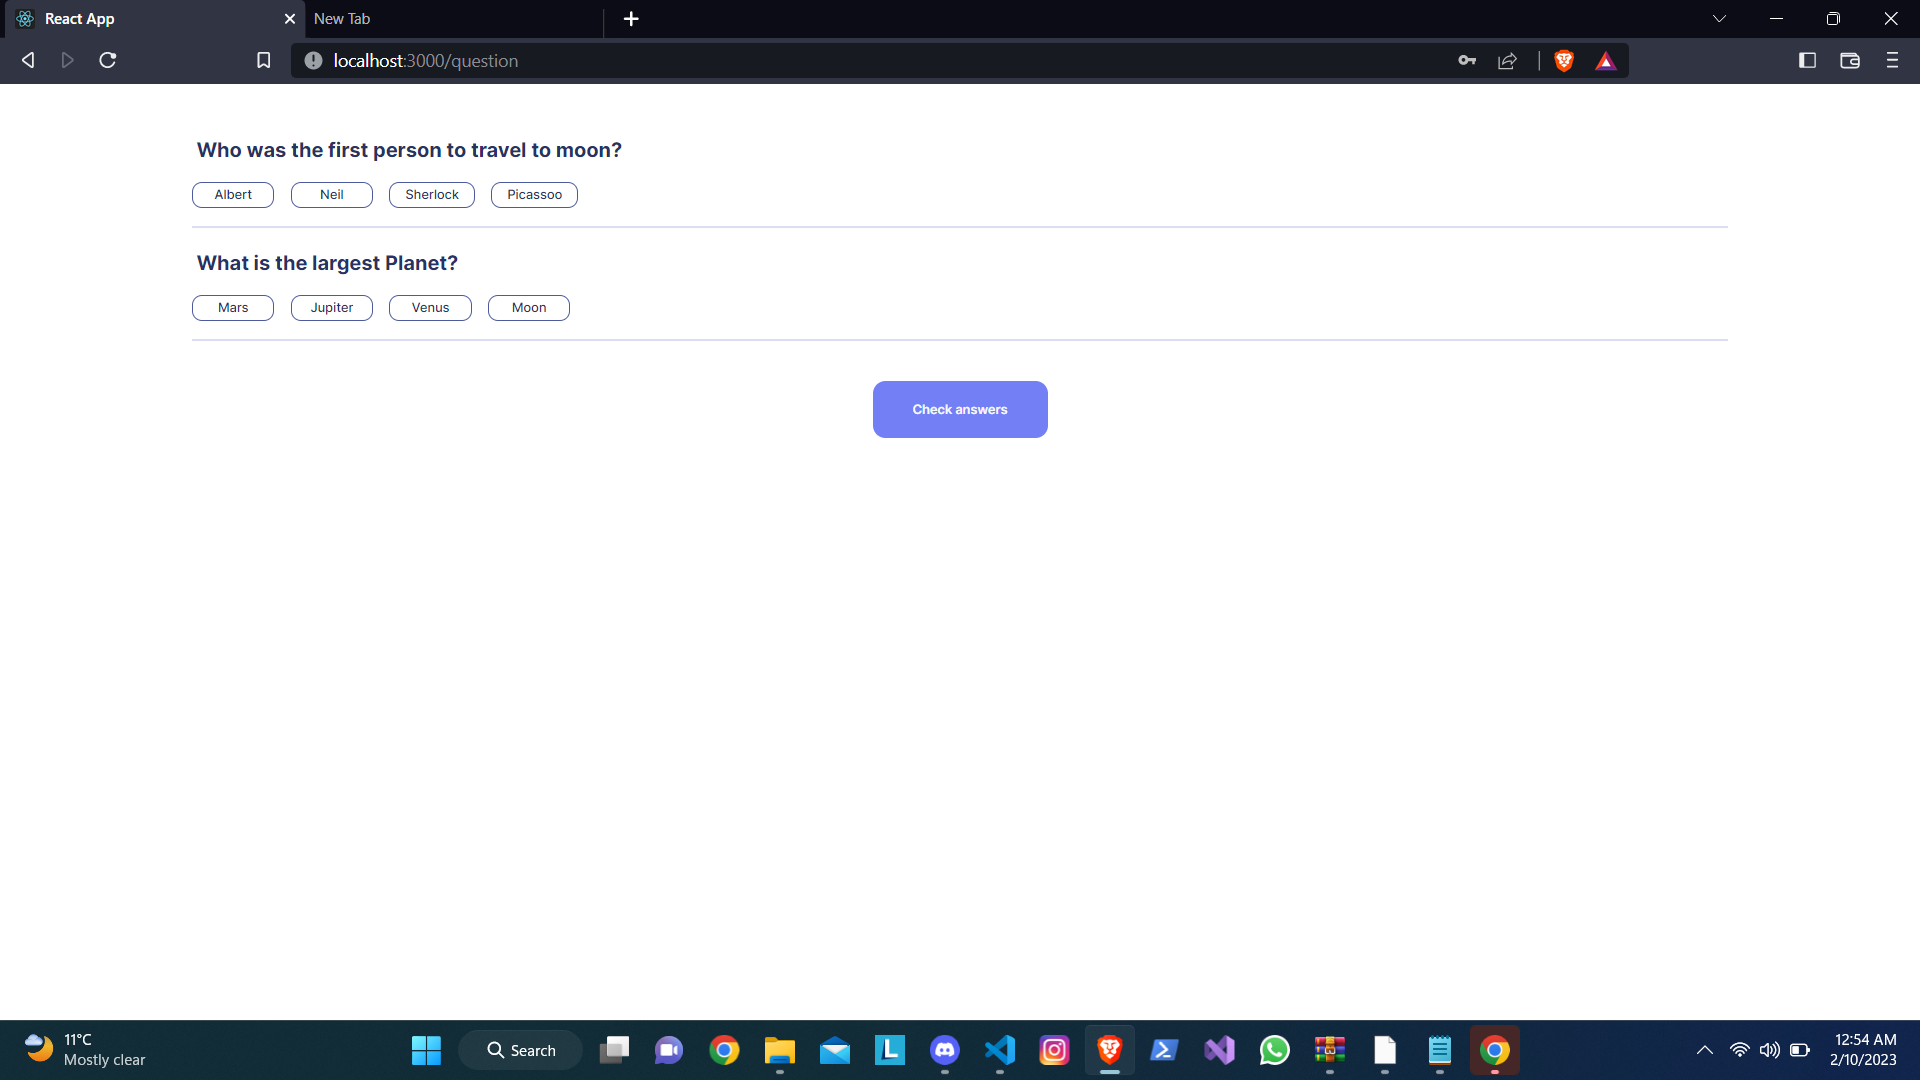 React App
New Tab
localhost:3000/question
Who was the first person to travel to moon?
Albert Neil Sherlock Picassoo
What is the largest Planet?
Mars Jupiter Venus Moon
Check answers
11°C
Mostly clear
Search
L
12:54 AM
2/10/2023